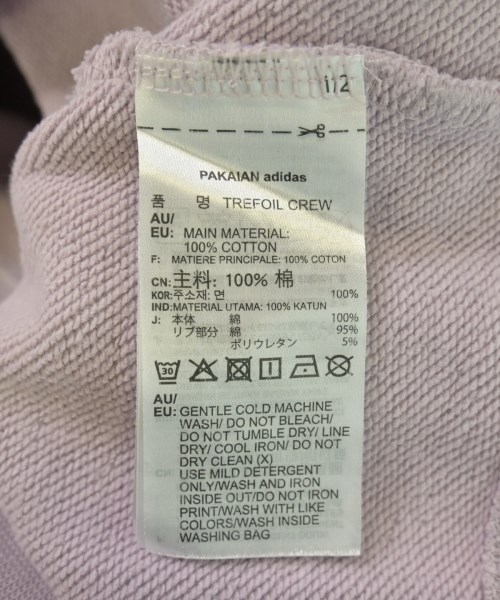 i12
PAKAIAN adidas
품 명 TREFOIL CREW
AU/
EU: MAIN MATERIAL:
100% COTTON
F: MATIERE PRINCIPALE: 100% COTON
CN: 主料: 100% 棉
KOR: 주소재: 면 100%
IND: MATERIAL UTAMA: 100% KATUN
J: 本体 綿 100%
リブ部分 綿 95%
ポリウレタン 5%
30
AU/
EU: GENTLE COLD MACHINE
WASH/ DO NOT BLEACH/
DO NOT TUMBLE DRY/ LINE
DRY/ COOL IRON/ DO NOT
DRY CLEAN (X)
USE MILD DETERGENT
ONLY/WASH AND IRON
INSIDE OUT/DO NOT IRON
PRINT/WASH WITH LIKE
COLORS/WASH INSIDE
WASHING BAG